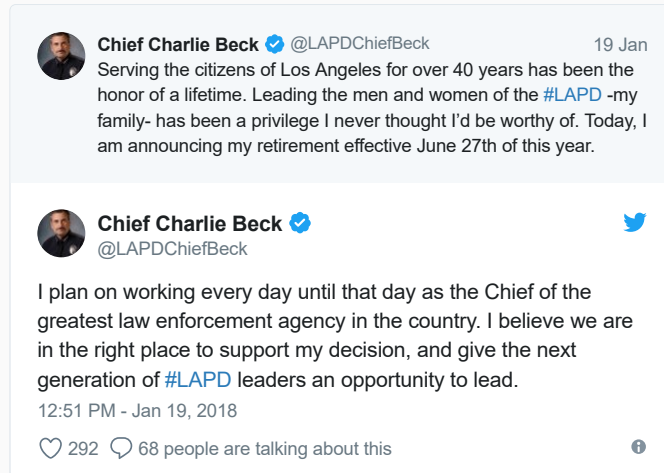 Chief Charlie Beck @LAPDChiefBeck 19 Jan
Serving the citizens of Los Angeles for over 40 years has been the
honor of a lifetime. Leading the men and women of the #LAPD -my
family- has been a privilege I never thought I'd be worthy of. Today, I
am announcing my retirement effective June 27th of this year.
Chief Charlie Beck
@LAPDChiefBeck
I plan on working every day until that day as the Chief of the
greatest law enforcement agency in the country. I believe we are
in the right place to support my decision, and give the next
generation of #LAPD leaders an opportunity to lead.
12:51 PM - Jan 19, 2018
292 68 people are talking about this